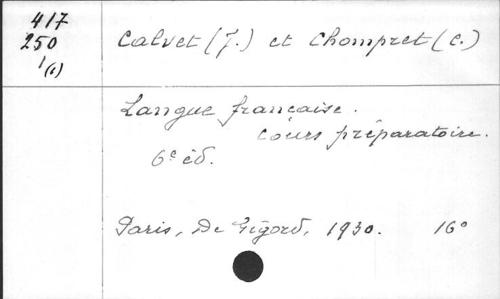 417
250
1(1)
Calvet (J.) et Chompret (C.)
Langue française.
Cours préparatoire.
6e éd.
Paris, De Gigord, 1930. 16°